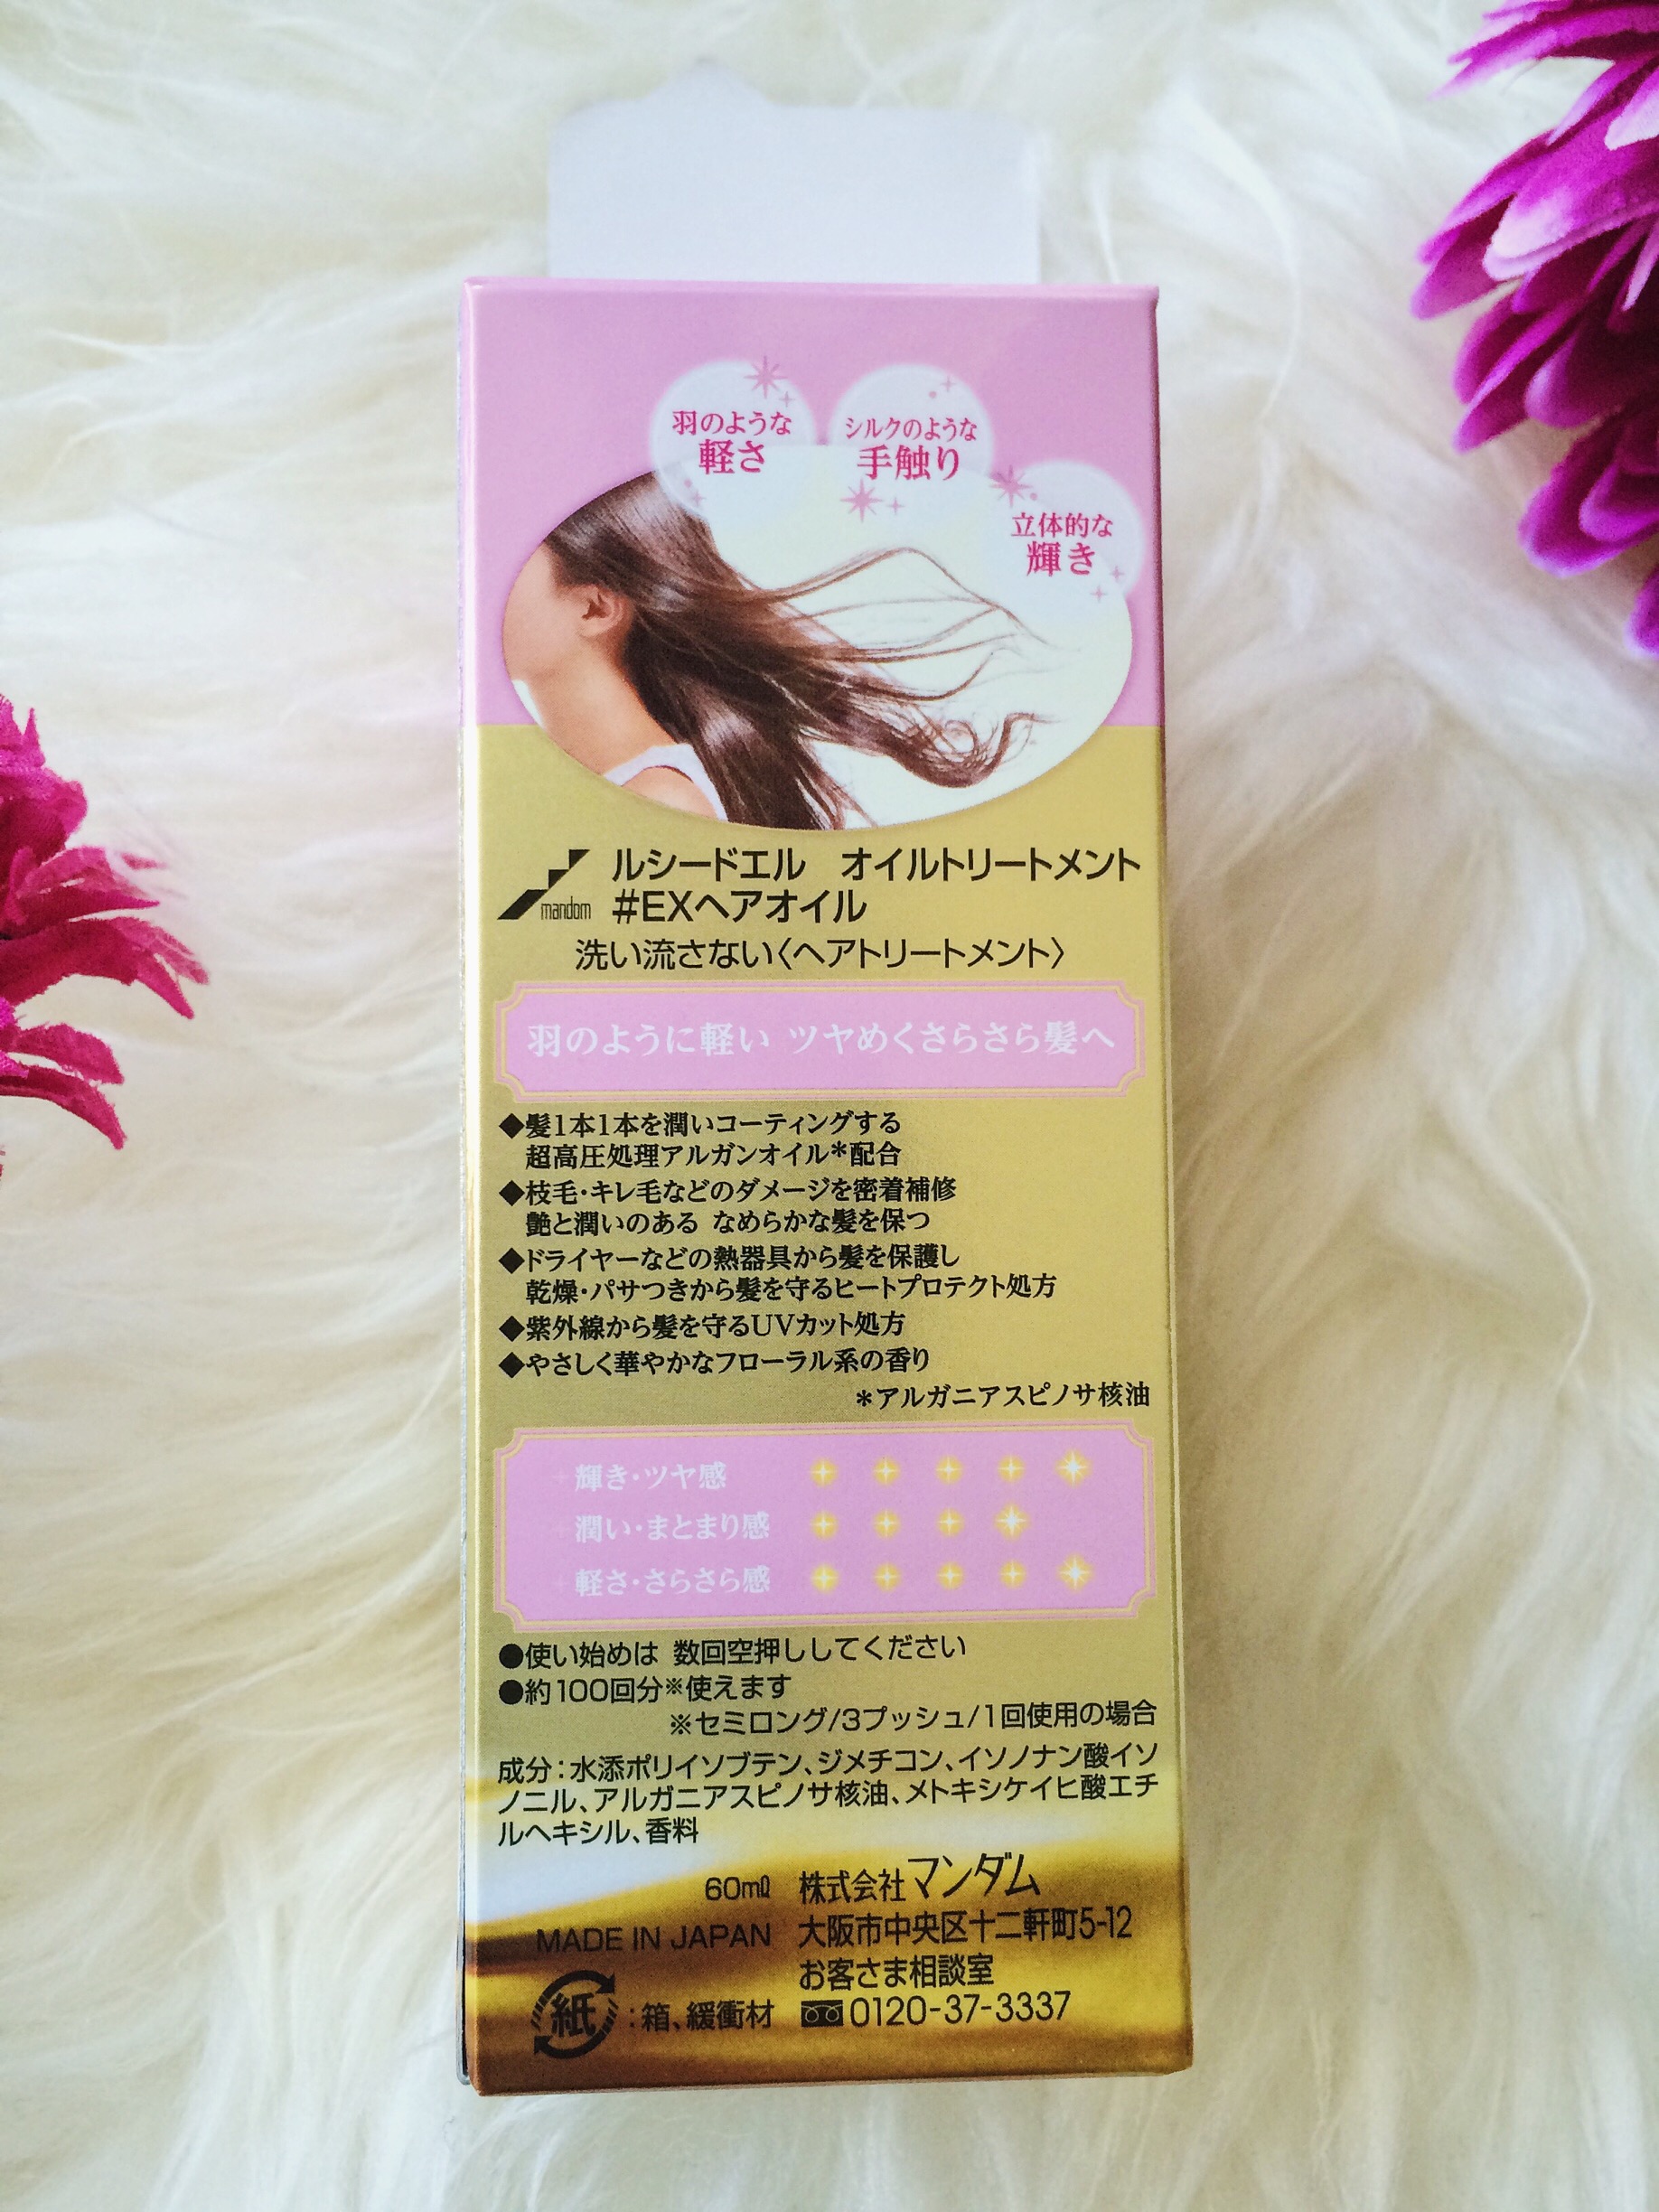 羽のような
軽さ
シルクのような
手触り
立体的な
輝き
mandom
ルシードエル オイルトリートメント
#EXヘアオイル
洗い流さない〈ヘアトリートメント〉
羽のように軽い ツヤめくさらさら髪へ
◆髪1本1本を潤いコーティングする
超高圧処理アルガンオイル*配合
◆枝毛・キレ毛などのダメージを密着補修
艶と潤いのある なめらかな髪を保つ
◆ドライヤーなどの熱器具から髪を保護し
乾燥・パサつきから髪を守るヒートプロテクト処方
◆紫外線から髪を守るUVカット処方
◆やさしく華やかなフローラル系の香り
*アルガニアスピノサ核油
輝き・ツヤ感
潤い・まとまり感
軽さ・さらさら感
●使い始めは 数回空押ししてください
●約100回分※使えます
※セミロング/3プッシュ/1回使用の場合
成分：水添ポリイソブテン、ジメチコン、イソノナン酸イソ
ノニル、アルガニアスピノサ核油、メトキシケイヒ酸エチ
ルヘキシル、香料
60mℓ 株式会社マンダム
MADE IN JAPAN 大阪市中央区十二軒町5-12
お客さま相談室
紙：箱、緩衝材 0120-37-3337